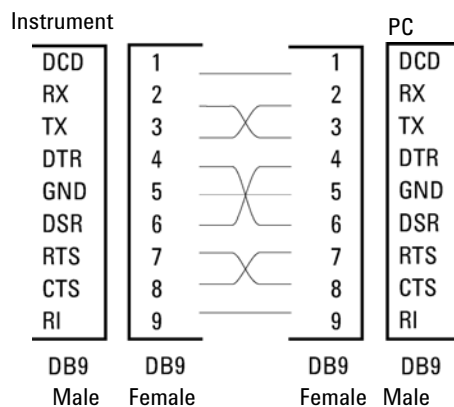 Instrument PC
DCD 1 1 DCD
RX 2 2 RX
TX 3 3 TX
DTR 4 4 DTR
GND 5 5 GND
DSR 6 6 DSR
RTS 7 7 RTS
CTS 8 8 CTS
RI 9 9 RI
DB9 DB9 DB9 DB9
Male Female Female Male